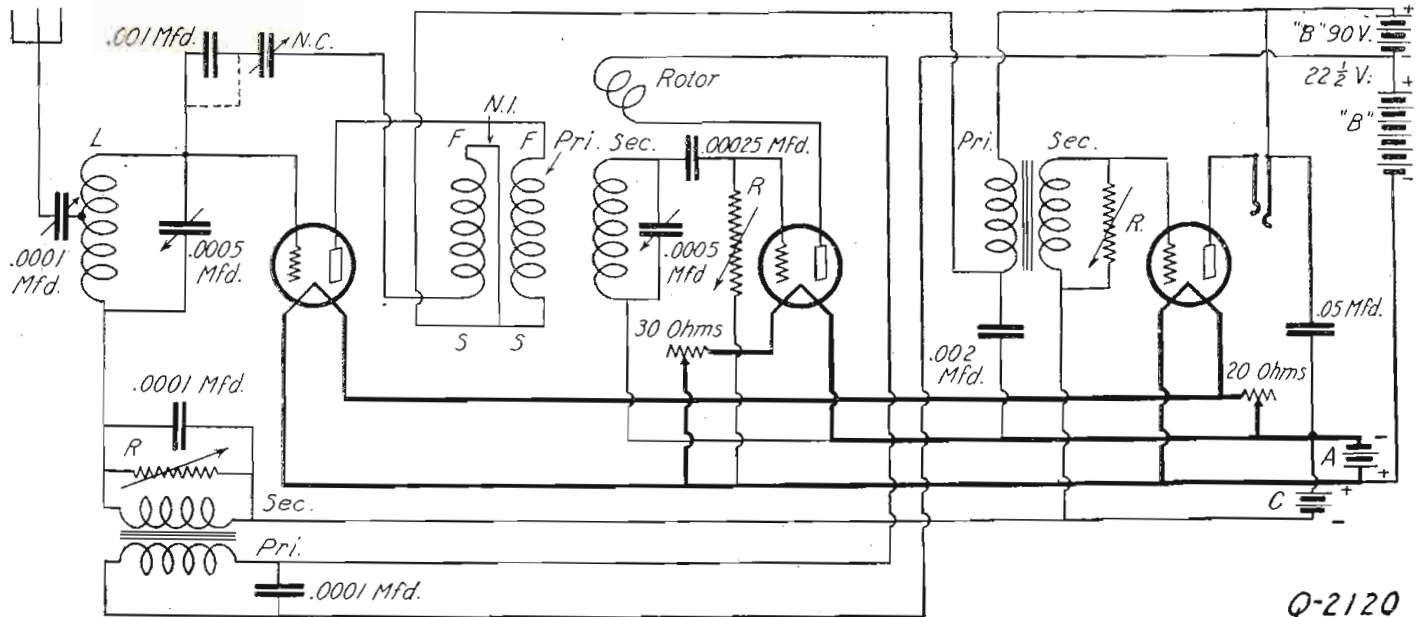 .001 Mfd.
N.C.
L
.0001
Mfd.
.0005
Mfd.
F
N.I.
F
Pri.
S
S
Rotor
Sec.
.00025 Mfd.
R
.0005
Mfd
30 Ohms
Pri.
Sec.
R.
.002
Mfd.
.05 Mfd.
20 Ohms
+
"B" 90 V.
-
22 1/2 V:
+
"B"
-
-
A
+
+
C
-
.0001 Mfd.
R
Sec.
Pri.
.0001 Mfd.
Q-2120